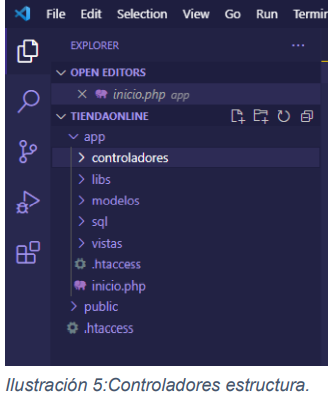 File Edit Selection View Go Run Termin
EXPLORER
OPEN EDITORS
inicio.php app
TIENDAONLINE
app
controladores
libs
modelos
sql
vistas
.htaccess
inicio.php
public
.htaccess
Ilustración 5:Controladores estructura.